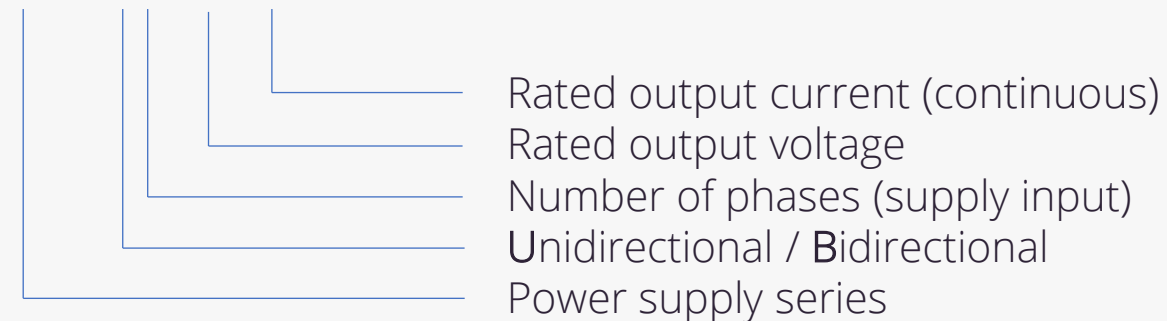 Rated output current (continuous)
Rated output voltage
Number of phases (supply input)
Unidirectional / Bidirectional
Power supply series